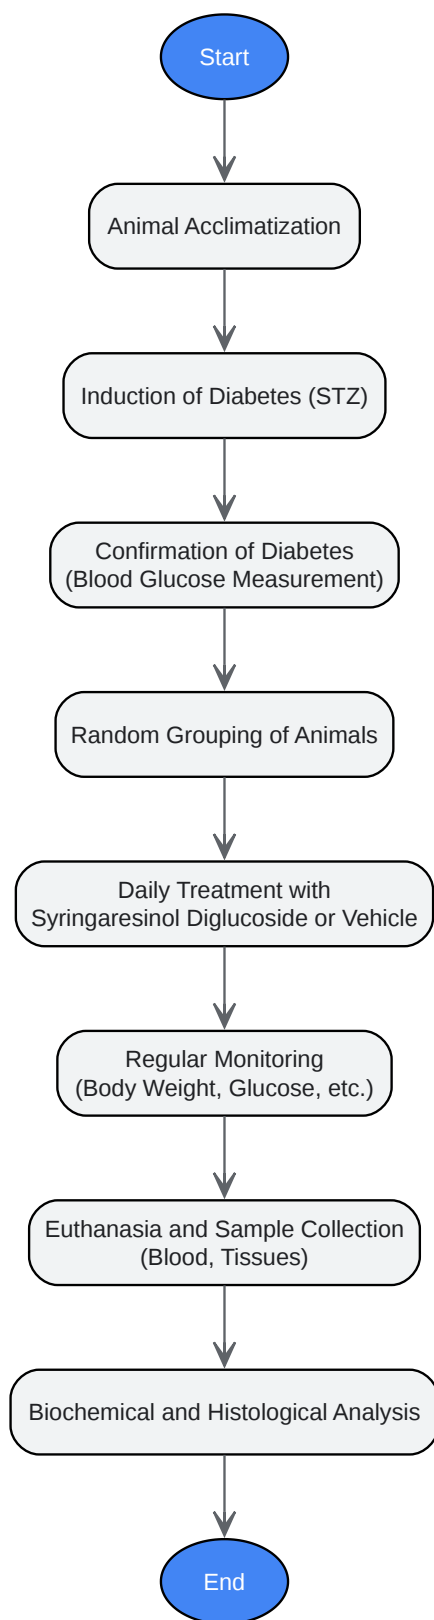 Start
Animal Acclimatization
Induction of Diabetes (STZ)
Confirmation of Diabetes
(Blood Glucose Measurement)
Random Grouping of Animals
Daily Treatment with
Syringaresinol Diglucoside or Vehicle
Regular Monitoring
(Body Weight, Glucose, etc.)
Euthanasia and Sample Collection
(Blood, Tissues)
Biochemical and Histological Analysis
End